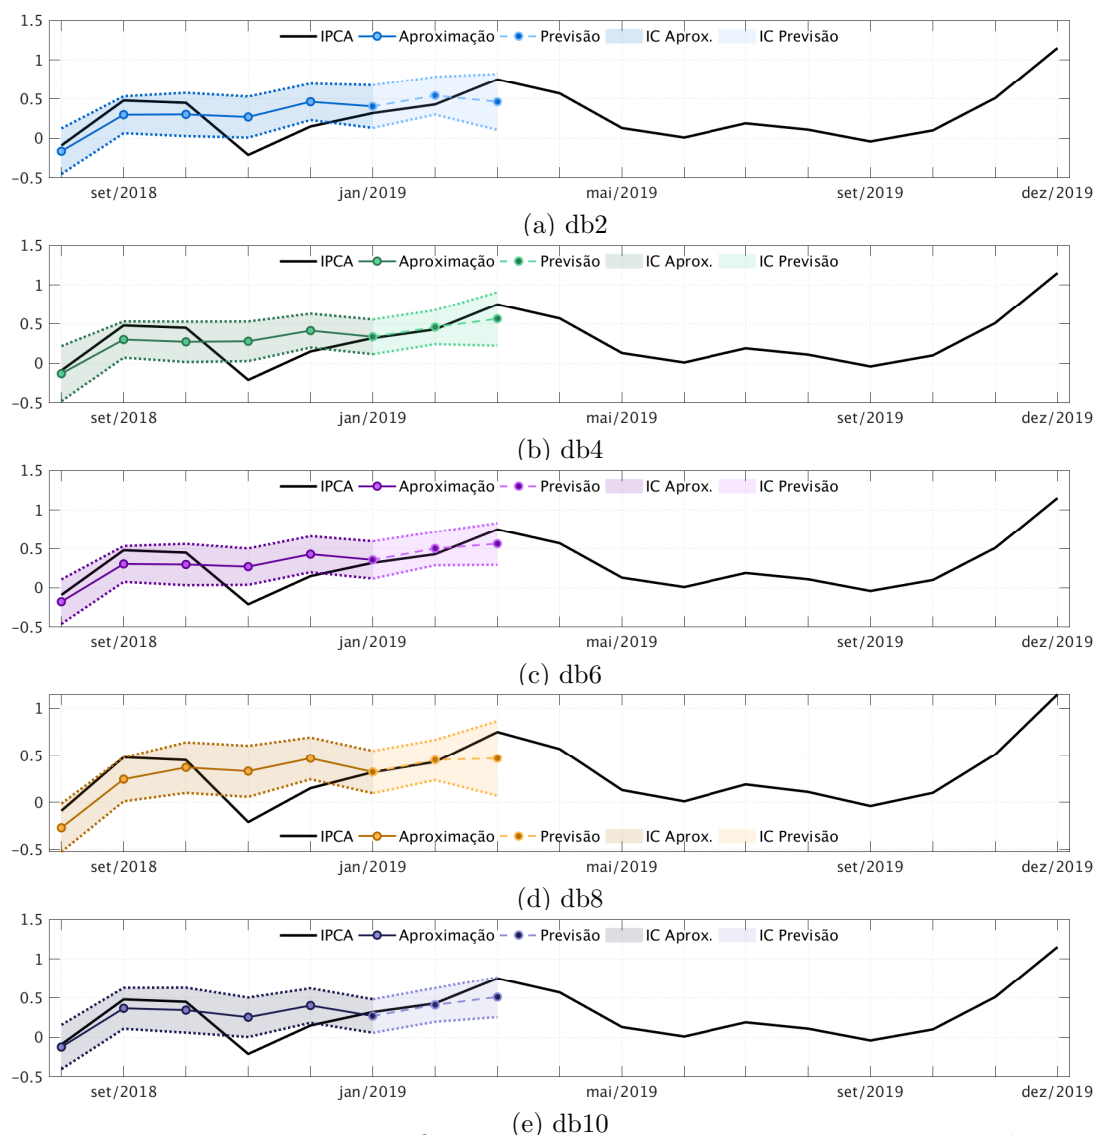 1.5
1
0.5
0
−0.5
IPCA Aproximação Previsão IC Aprox. IC Previsão
set/2018 jan/2019 mai/2019 set/2019 dez/2019
(a) db2
1.5
1
0.5
0
−0.5
IPCA Aproximação Previsão IC Aprox. IC Previsão
set/2018 jan/2019 mai/2019 set/2019 dez/2019
(b) db4
1.5
1
0.5
0
−0.5
IPCA Aproximação Previsão IC Aprox. IC Previsão
set/2018 jan/2019 mai/2019 set/2019 dez/2019
(c) db6
1
0.5
0
−0.5
IPCA Aproximação Previsão IC Aprox. IC Previsão
set/2018 jan/2019 mai/2019 set/2019 dez/2019
(d) db8
1.5
1
0.5
0
−0.5
IPCA Aproximação Previsão IC Aprox. IC Previsão
set/2018 jan/2019 mai/2019 set/2019 dez/2019
(e) db10